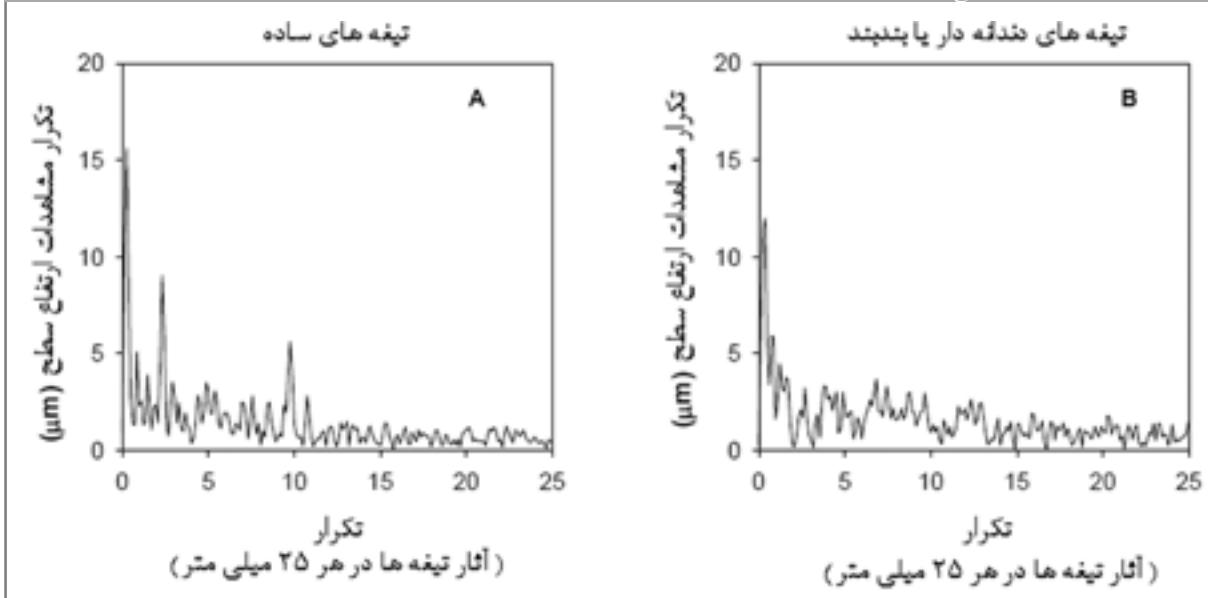 تیغه های ساده
تیغه های دندانه دار یا بندبند
تکرار مشاهدات ارتفاع سطح (µm)
20
15
10
5
0
A
0 5 10 15 20 25
تکرار
(آثار تیغه ها در هر ۲۵ میلی متر)
تکرار مشاهدات ارتفاع سطح (µm)
20
15
10
5
0
B
0 5 10 15 20 25
تکرار
(آثار تیغه ها در هر ۲۵ میلی متر)